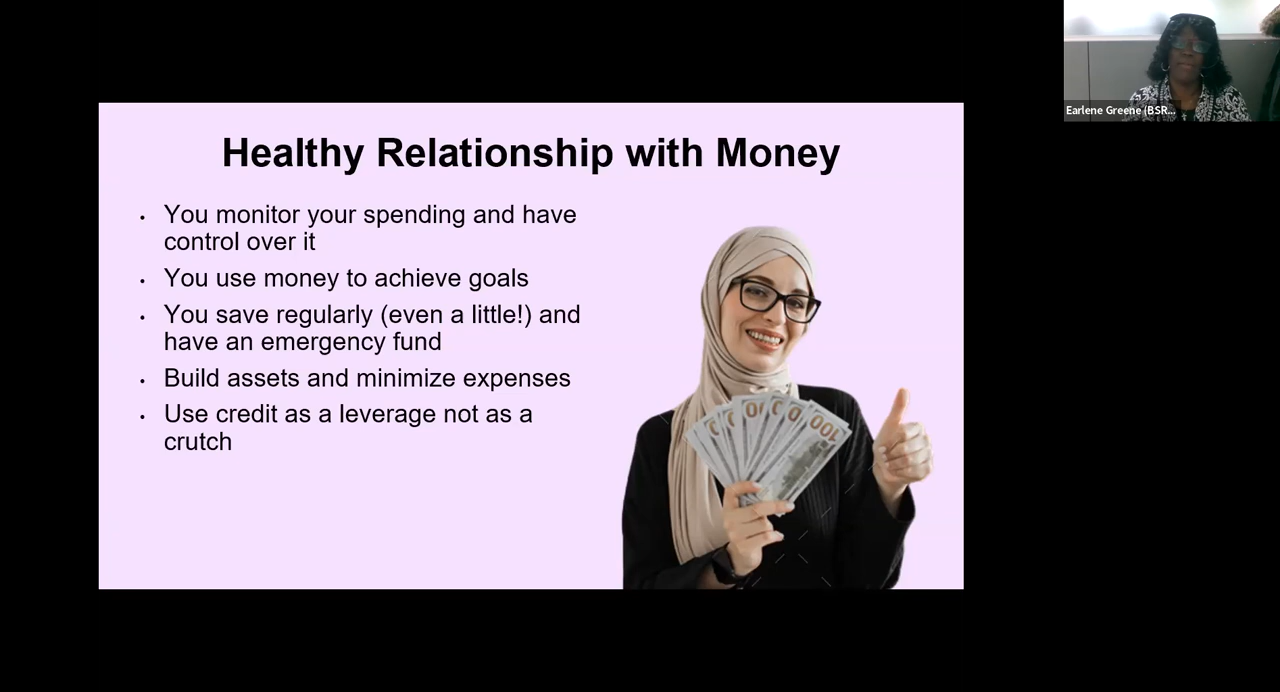 Healthy Relationship with Money
• You monitor your spending and have
control over it
• You use money to achieve goals
• You save regularly (even a little!) and
have an emergency fund
• Build assets and minimize expenses
• Use credit as a leverage not as a
crutch
100
Earlene Greene (BSR...